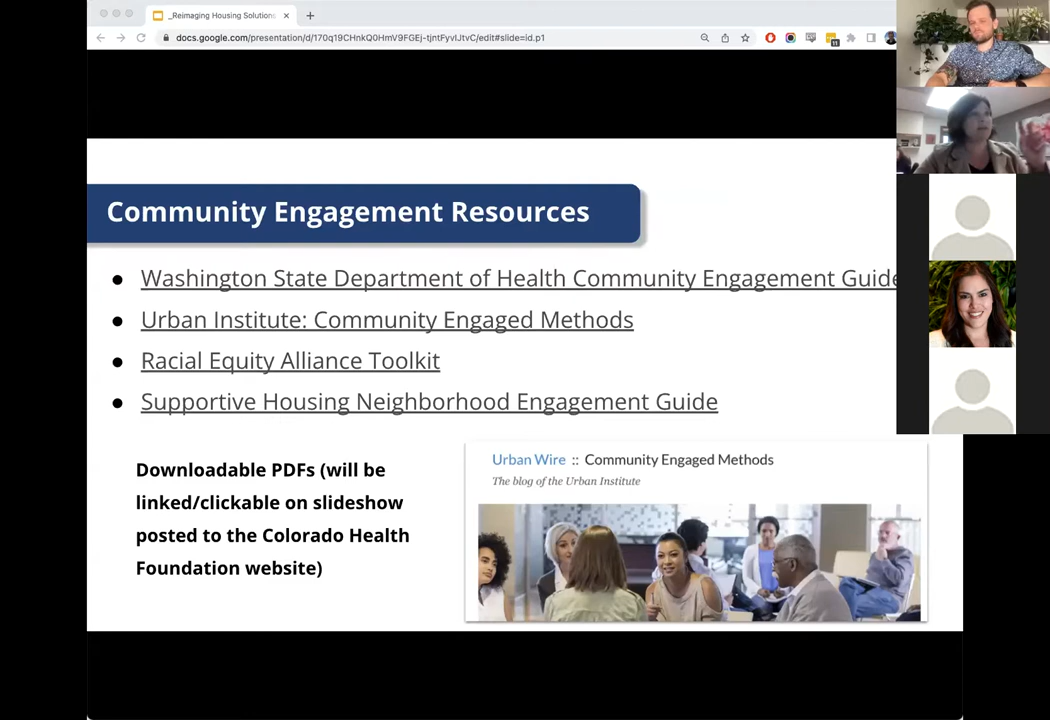 _Reimaging Housing Solutions
docs.google.com/presentation/d/170q19CHnkQ0HmV9FGEj-tjntFyvIJtvC/edit#slide=id.p1
11
Community Engagement Resources
Washington State Department of Health Community Engagement Guide
Urban Institute: Community Engaged Methods
Racial Equity Alliance Toolkit
Supportive Housing Neighborhood Engagement Guide
Downloadable PDFs (will be
linked/clickable on slideshow
posted to the Colorado Health
Foundation website)
Urban Wire :: Community Engaged Methods
The blog of the Urban Institute